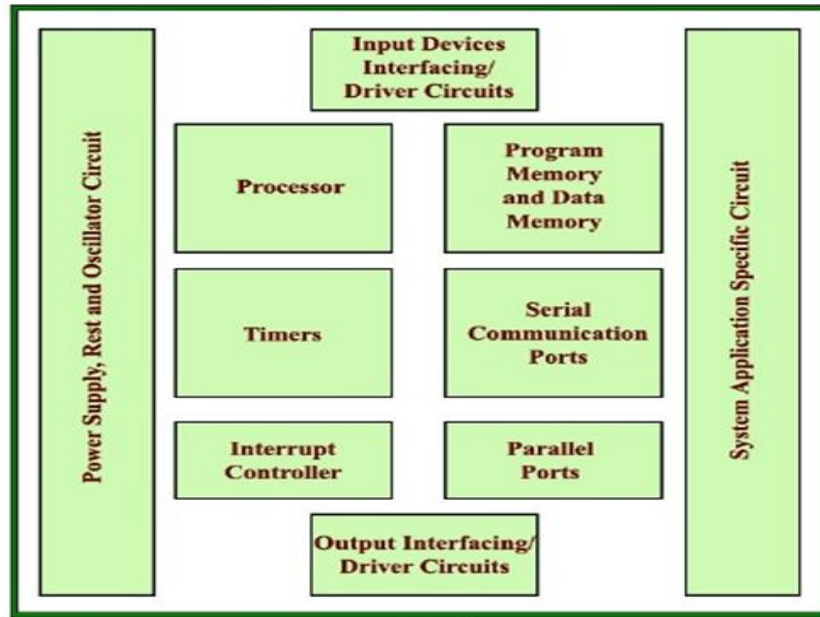 Input Devices
Interfacing/
Driver Circuits
Power Supply, Rest and Oscillator Circuit
Processor
Program
Memory
and Data
Memory
System Application Specific Circuit
Timers
Serial
Communication
Ports
Interrupt
Controller
Parallel
Ports
Output Interfacing/
Driver Circuits